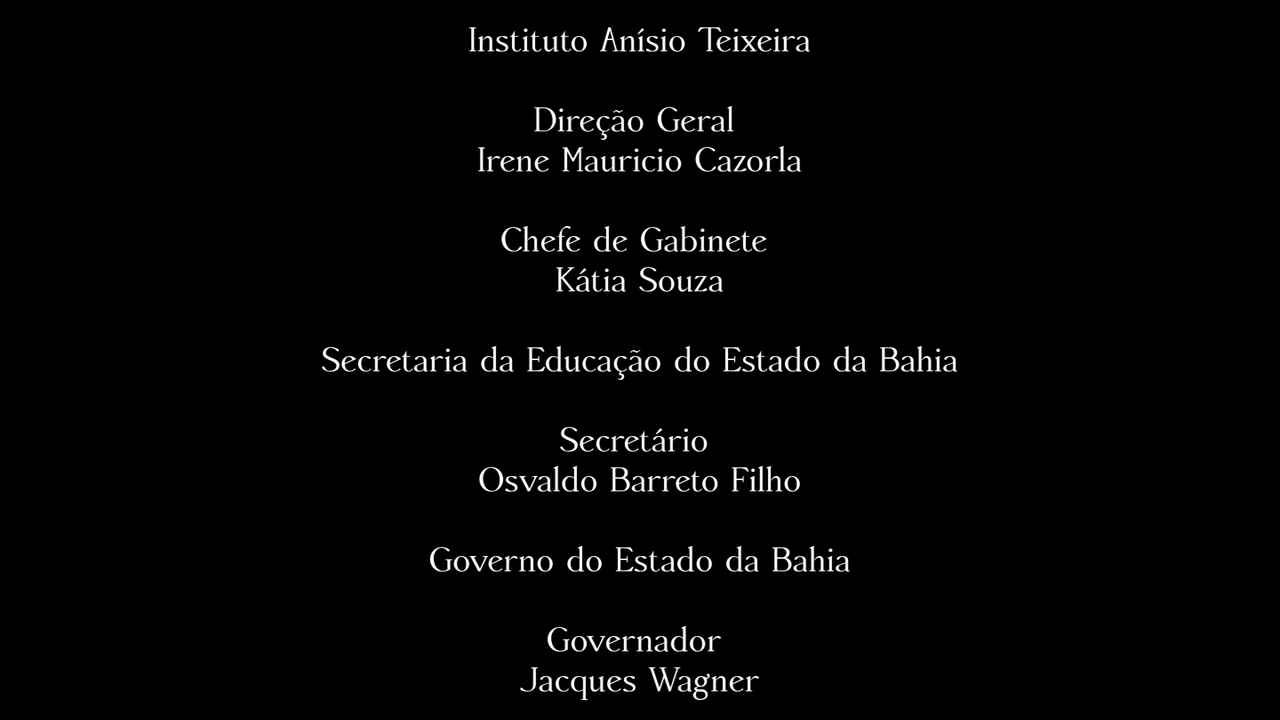 Instituto Anísio Teixeira
Direção Geral
Irene Mauricio Cazorla
Chefe de Gabinete
Kátia Souza
Secretaria da Educação do Estado da Bahia
Secretário
Osvaldo Barreto Filho
Governo do Estado da Bahia
Governador
Jacques Wagner